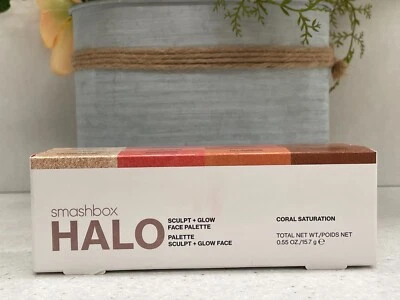 smashbox
HALO
SCULPT + GLOW
FACE PALETTE
PALETTE
SCULPT + GLOW FACE
CORAL SATURATION
TOTAL NET WT./POIDS NET
0.55 OZ./15.7 g ℮